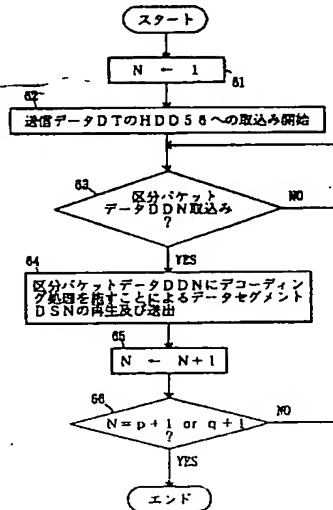 スタート
N ← 1
61
62
送信データDTのHDD56への取込み開始
63
区分パケット
データDDN取込み
?
NO
YES
64
区分パケットデータDDNにデコーディン
グ処理を施すことによるデータセグメント
DSNの再生及び送出
65
N ← N+1
66
N=p+1 or q+1
?
NO
YES
エンド